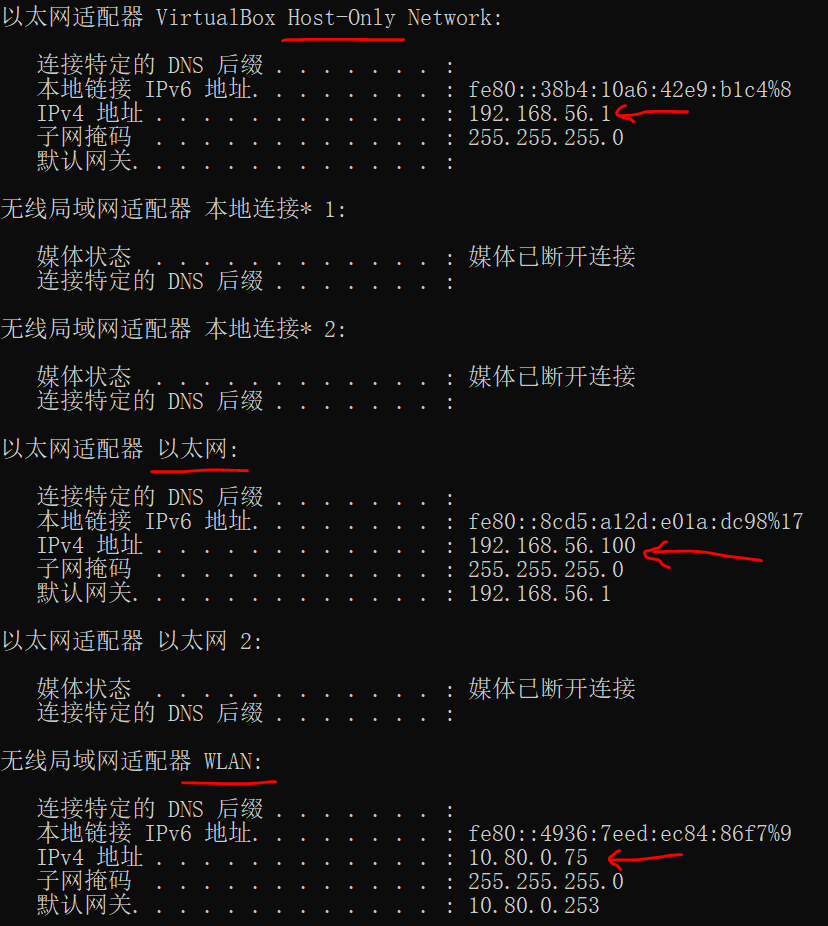 以太网适配器 VirtualBox Host-Only Network:
连接特定的 DNS 后缀 . . . . . . . :
本地链接 IPv6 地址. . . . . . . . : fe80::38b4:10a6:42e9:b1c4%8
IPv4 地址 . . . . . . . . . . . . : 192.168.56.1
子网掩码 . . . . . . . . . . . . : 255.255.255.0
默认网关. . . . . . . . . . . . . :
无线局域网适配器 本地连接* 1:
媒体状态 . . . . . . . . . . . . : 媒体已断开连接
连接特定的 DNS 后缀 . . . . . . . :
无线局域网适配器 本地连接* 2:
媒体状态 . . . . . . . . . . . . : 媒体已断开连接
连接特定的 DNS 后缀 . . . . . . . :
以太网适配器 以太网:
连接特定的 DNS 后缀 . . . . . . . :
本地链接 IPv6 地址. . . . . . . . : fe80::8cd5:a12d:e01a:dc98%17
IPv4 地址 . . . . . . . . . . . . : 192.168.56.100
子网掩码 . . . . . . . . . . . . : 255.255.255.0
默认网关. . . . . . . . . . . . . : 192.168.56.1
以太网适配器 以太网 2:
媒体状态 . . . . . . . . . . . . : 媒体已断开连接
连接特定的 DNS 后缀 . . . . . . . :
无线局域网适配器 WLAN:
连接特定的 DNS 后缀 . . . . . . . :
本地链接 IPv6 地址. . . . . . . . : fe80::4936:7eed:ec84:86f7%9
IPv4 地址 . . . . . . . . . . . . : 10.80.0.75
子网掩码 . . . . . . . . . . . . : 255.255.255.0
默认网关. . . . . . . . . . . . . : 10.80.0.253